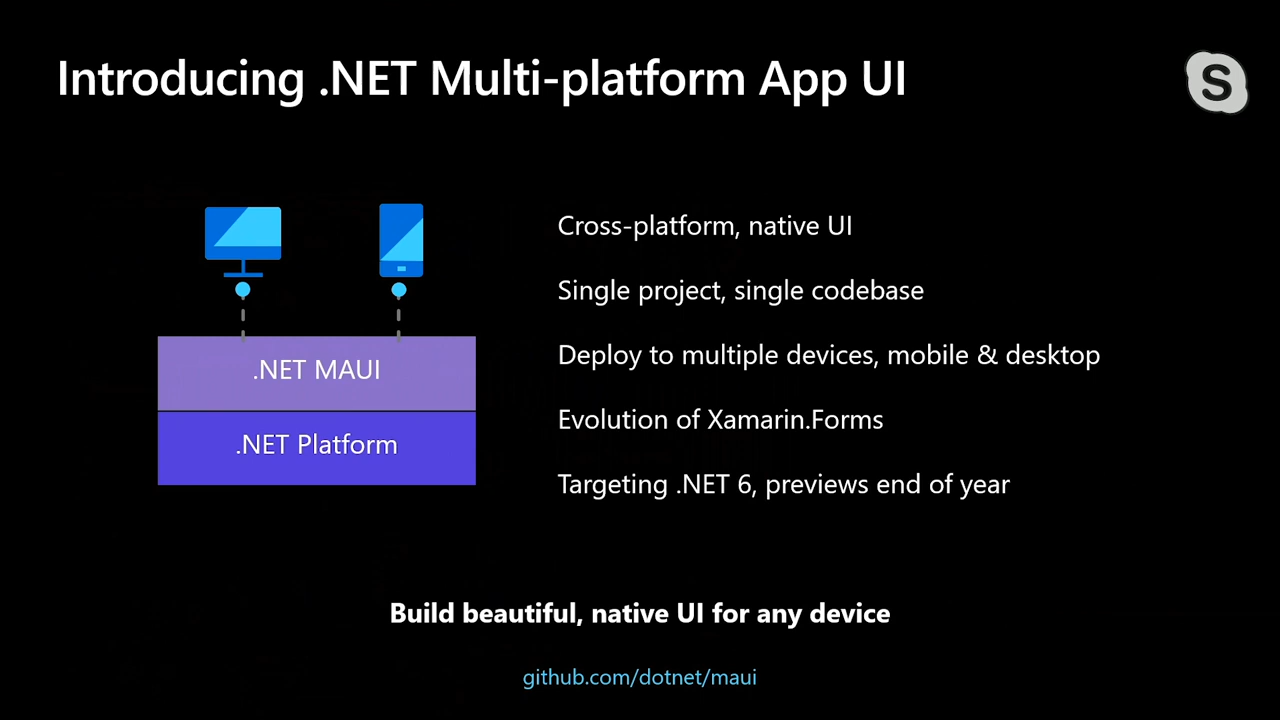 Introducing .NET Multi-platform App UI
S
.NET MAUI
.NET Platform
Cross-platform, native UI
Single project, single codebase
Deploy to multiple devices, mobile & desktop
Evolution of Xamarin.Forms
Targeting .NET 6, previews end of year
Build beautiful, native UI for any device
github.com/dotnet/maui